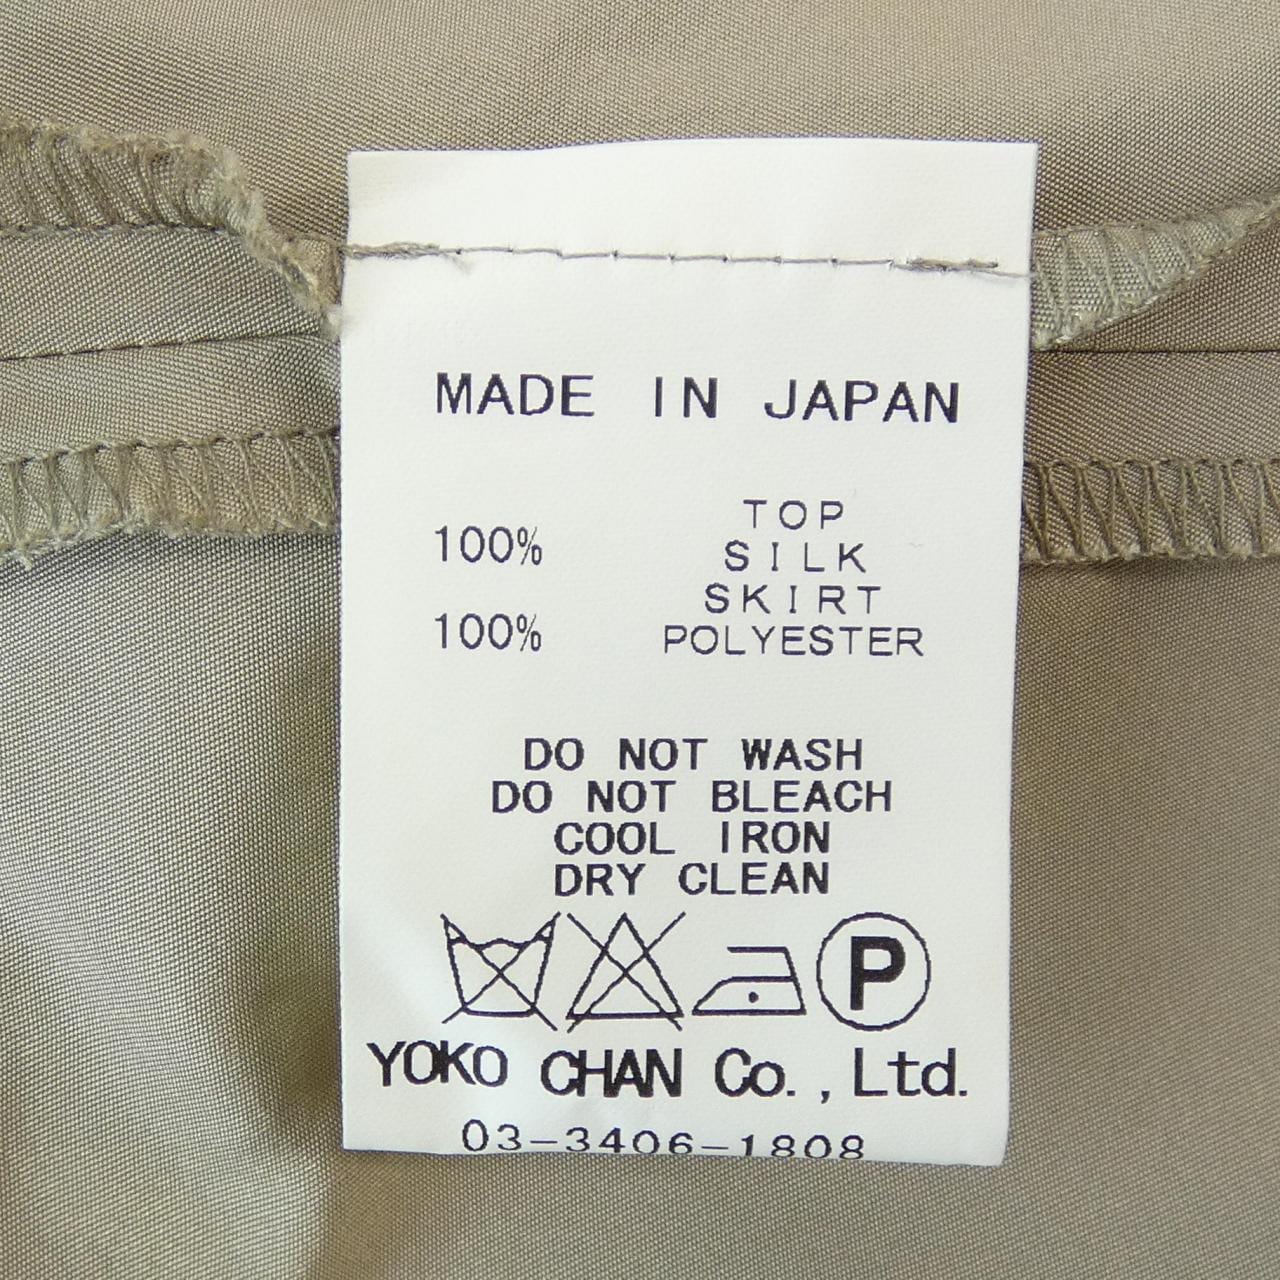 MADE IN JAPAN
TOP
100% SILK
SKIRT
100% POLYESTER
DO NOT WASH
DO NOT BLEACH
COOL IRON
DRY CLEAN
P
YOKO CHAN Co., Ltd.
03-3406-1808